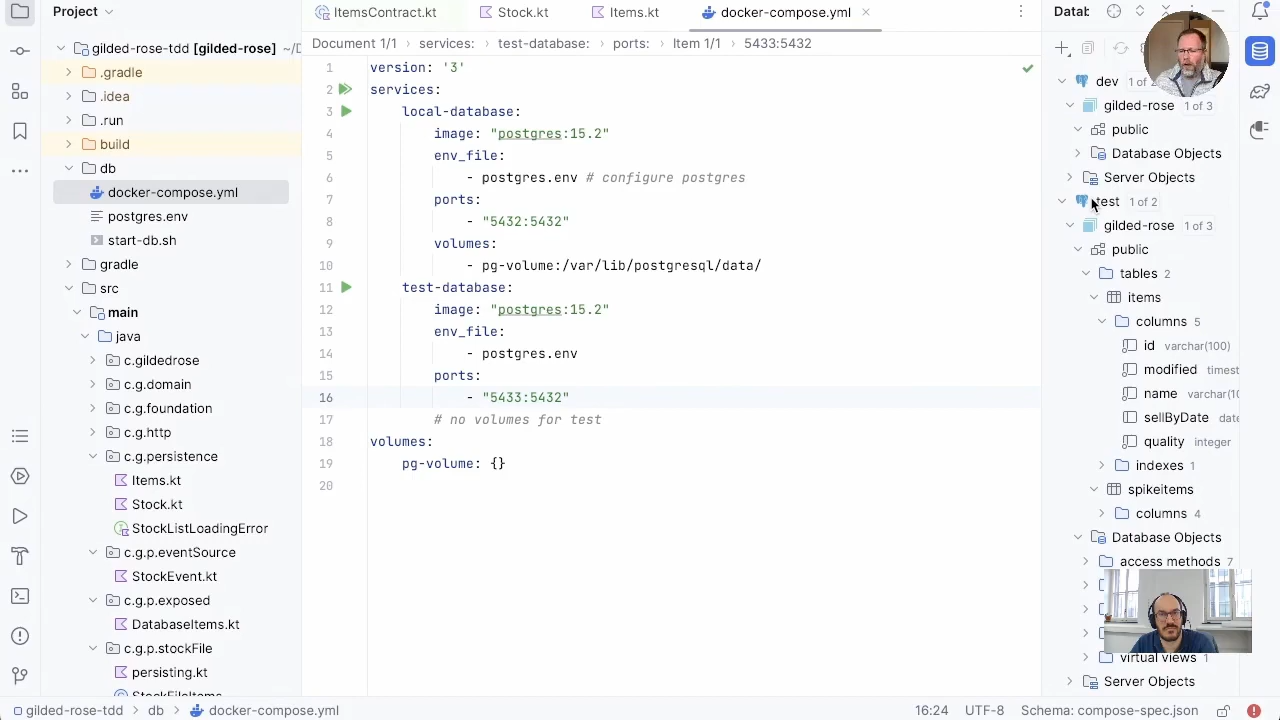 Project
gilded-rose-tdd [gilded-rose]
.gradle
.idea
.run
build
db
docker-compose.yml
postgres.env
start-db.sh
gradle
src
main
java
c.gildedrose
c.g.domain
c.g.foundation
c.g.http
c.g.persistence
Items.kt
Stock.kt
StockListLoadingError
c.g.p.eventSource
StockEvent.kt
c.g.p.exposed
DatabaseItems.kt
c.g.p.stockFile
persisting.kt
StockFileItems
ItemsContract.kt Stock.kt Items.kt docker-compose.yml
Document 1/1 services: test-database: ports: Item 1/1 5433:5432
1 version: '3'
2 services:
3 local-database:
4 image: "postgres:15.2"
5 env_file:
6 - postgres.env # configure postgres
7 ports:
8 - "5432:5432"
9 volumes:
10 - pg-volume:/var/lib/postgresql/data/
11 test-database:
12 image: "postgres:15.2"
13 env_file:
14 - postgres.env
15 ports:
16 - "5433:5432"
17 # no volumes for test
18 volumes:
19 pg-volume: {}
20
Datab
dev 1 of 2
gilded-rose 1 of 3
public
Database Objects
Server Objects
test 1 of 2
gilded-rose 1 of 3
public
tables 2
items
columns 5
id varchar(100)
modified timest
name varchar(10
sellByDate date
quality integer
indexes 1
spikeitems
columns 4
Database Objects
access methods 7
virtual views 1
Server Objects
gilded-rose-tdd > db > docker-compose.yml
16:24 UTF-8 Schema: compose-spec.json